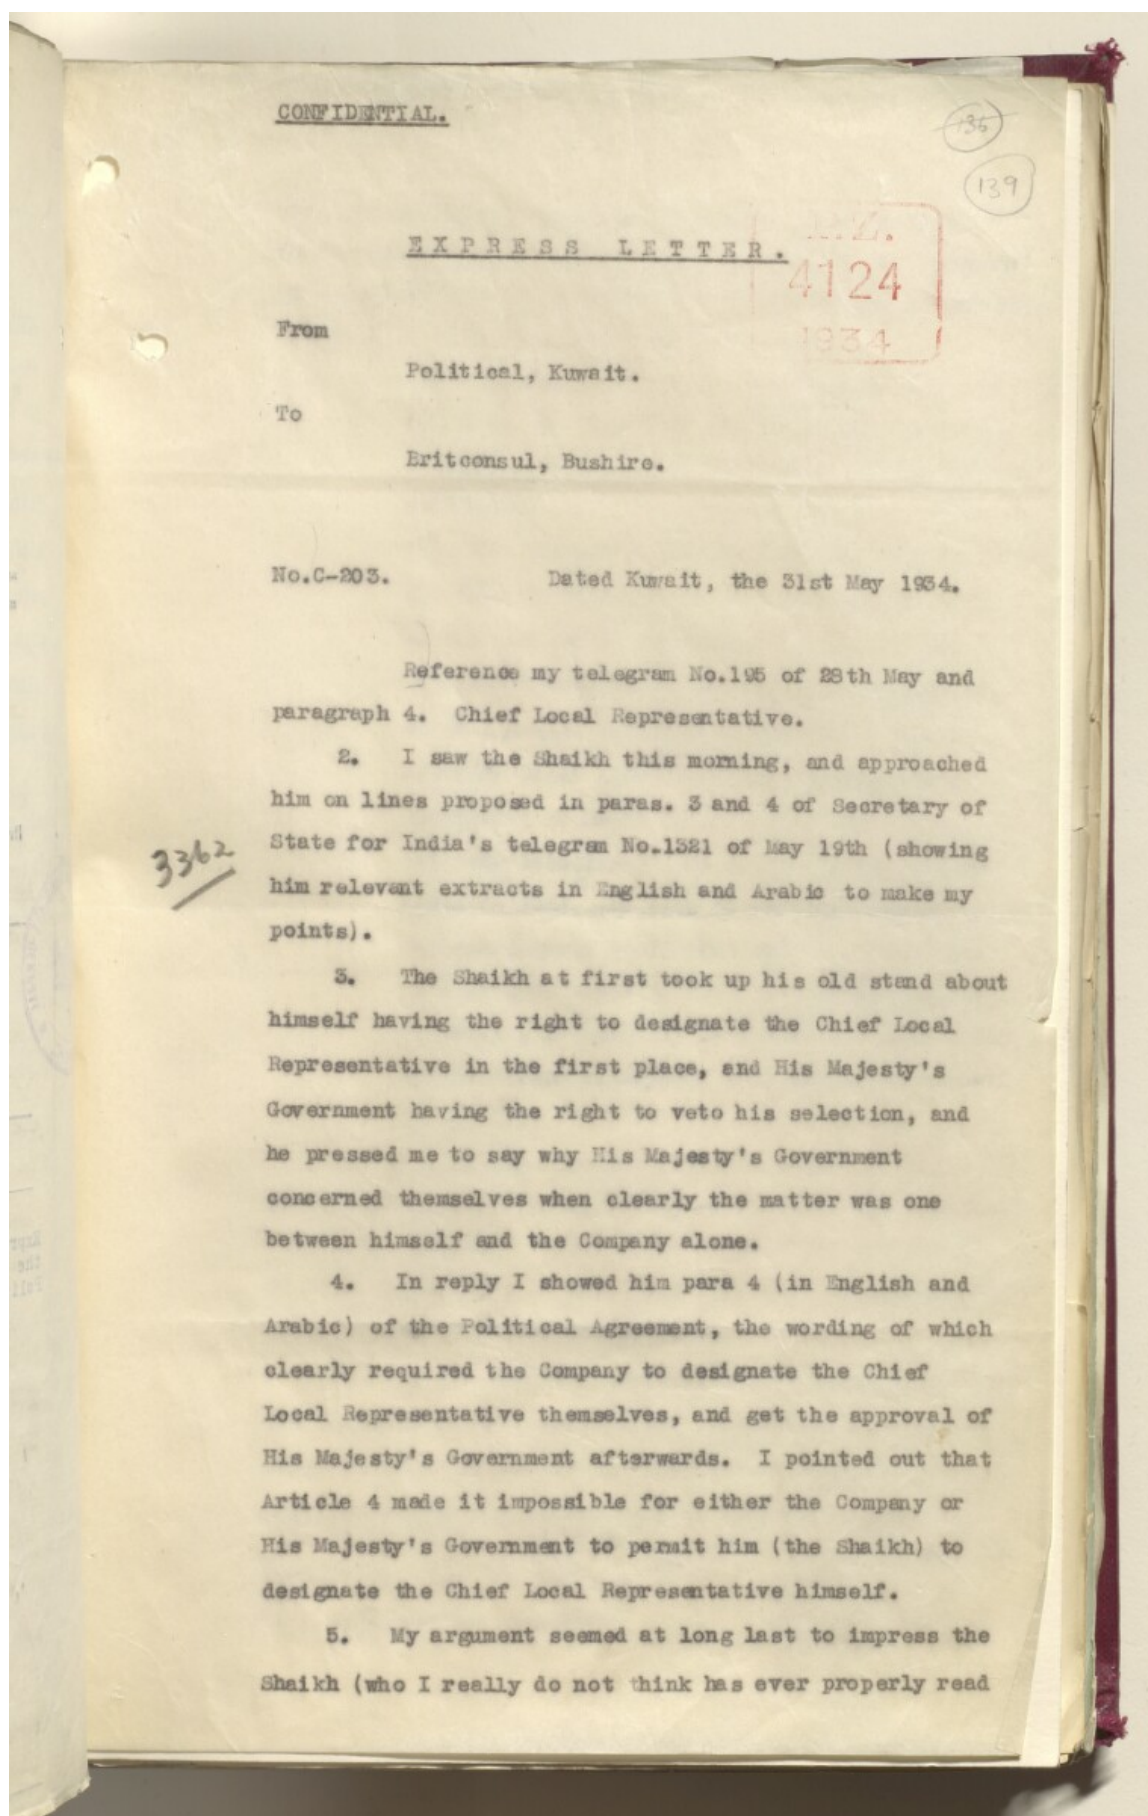 CONFIDENTIAL.
136
139
EXPRESS LETTER.
P.Z.
4124
1934
From
Political, Kuwait.
To
Britconsul, Bushire.
No.C-203. Dated Kuwait, the 31st May 1934.
Reference my telegram No.195 of 28th May and
paragraph 4. Chief Local Representative.
2. I saw the Shaikh this morning, and approached
him on lines proposed in paras. 3 and 4 of Secretary of
State for India's telegram No.1321 of May 19th (showing
3362
him relevant extracts in English and Arabic to make my
points).
3. The Shaikh at first took up his old stand about
himself having the right to designate the Chief Local
Representative in the first place, and His Majesty's
Government having the right to veto his selection, and
he pressed me to say why His Majesty's Government
concerned themselves when clearly the matter was one
between himself and the Company alone.
4. In reply I showed him para 4 (in English and
Arabic) of the Political Agreement, the wording of which
clearly required the Company to designate the Chief
Local Representative themselves, and get the approval of
His Majesty's Government afterwards. I pointed out that
Article 4 made it impossible for either the Company or
His Majesty's Government to permit him (the Shaikh) to
designate the Chief Local Representative himself.
5. My argument seemed at long last to impress the
Shaikh (who I really do not think has ever properly read